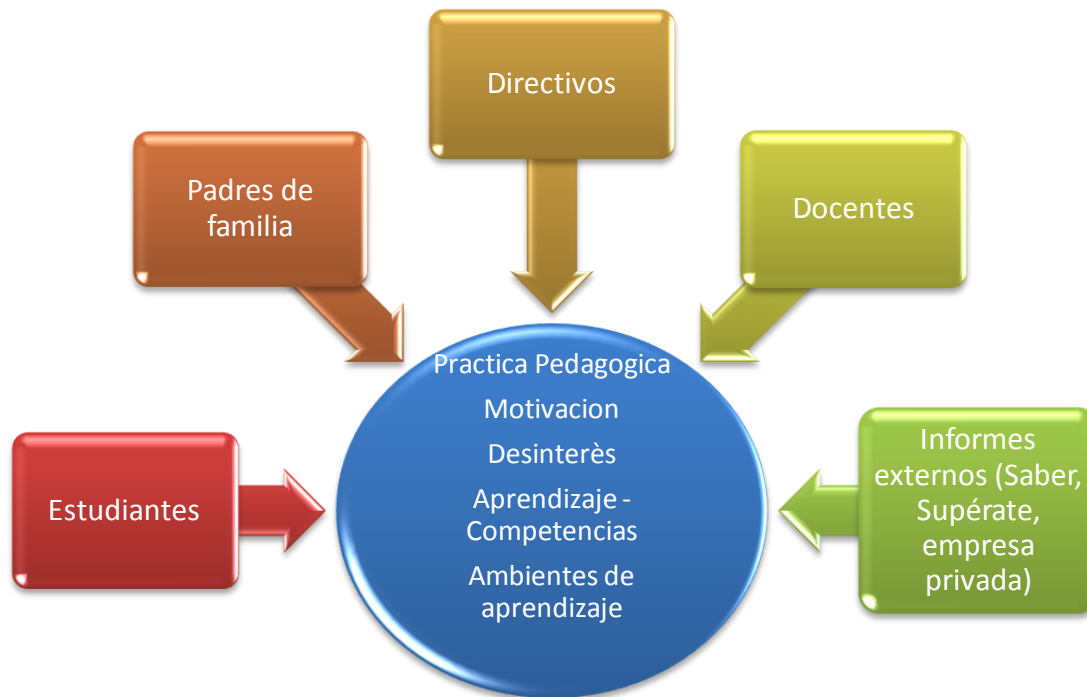 Directivos
Padres de
familia
Docentes
Practica Pedagogica
Motivacion
Desinterès
Aprendizaje -
Competencias
Ambientes de
aprendizaje
Estudiantes
Informes
externos (Saber,
Supérate,
empresa
privada)